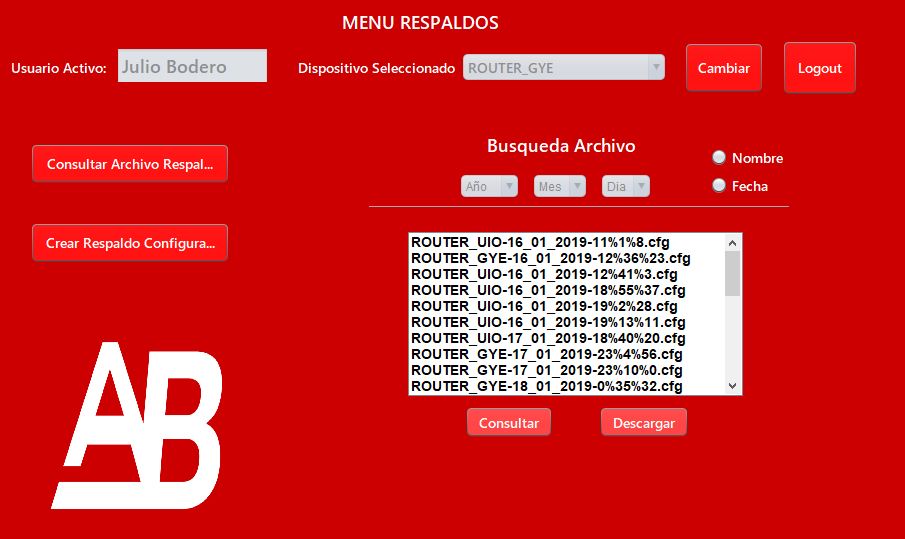 MENU RESPALDOS
Usuario Activo: Julio Bodero Dispositivo Seleccionado ROUTER_GYE Cambiar Logout
Consultar Archivo Respal...
Crear Respaldo Configura...
Busqueda Archivo
Nombre
Año Mes Dia Fecha
ROUTER_UIO-16_01_2019-11%1%8.cfg
ROUTER_GYE-16_01_2019-12%36%23.cfg
ROUTER_UIO-16_01_2019-12%41%3.cfg
ROUTER_UIO-16_01_2019-18%55%37.cfg
ROUTER_UIO-16_01_2019-19%2%28.cfg
ROUTER_UIO-16_01_2019-19%13%11.cfg
ROUTER_UIO-17_01_2019-18%40%20.cfg
ROUTER_GYE-17_01_2019-23%4%56.cfg
ROUTER_GYE-17_01_2019-23%10%0.cfg
ROUTER_GYE-18_01_2019-0%35%32.cfg
Consultar Descargar
AB